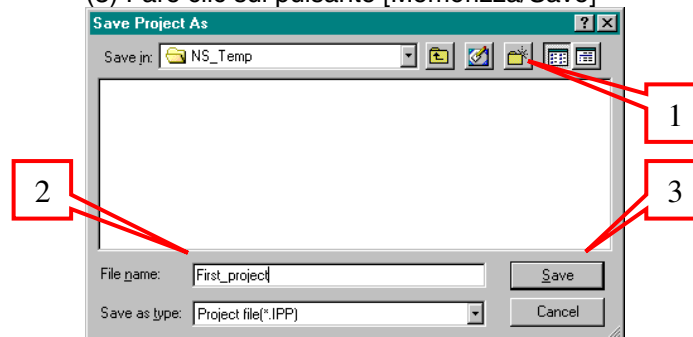 (3) Fare clic sul pulsante [Memorizza/Save]
Save Project As
Save in: NS_Temp
1
2
3
File name: First_project Save
Save as type: Project file(*.IPP) Cancel